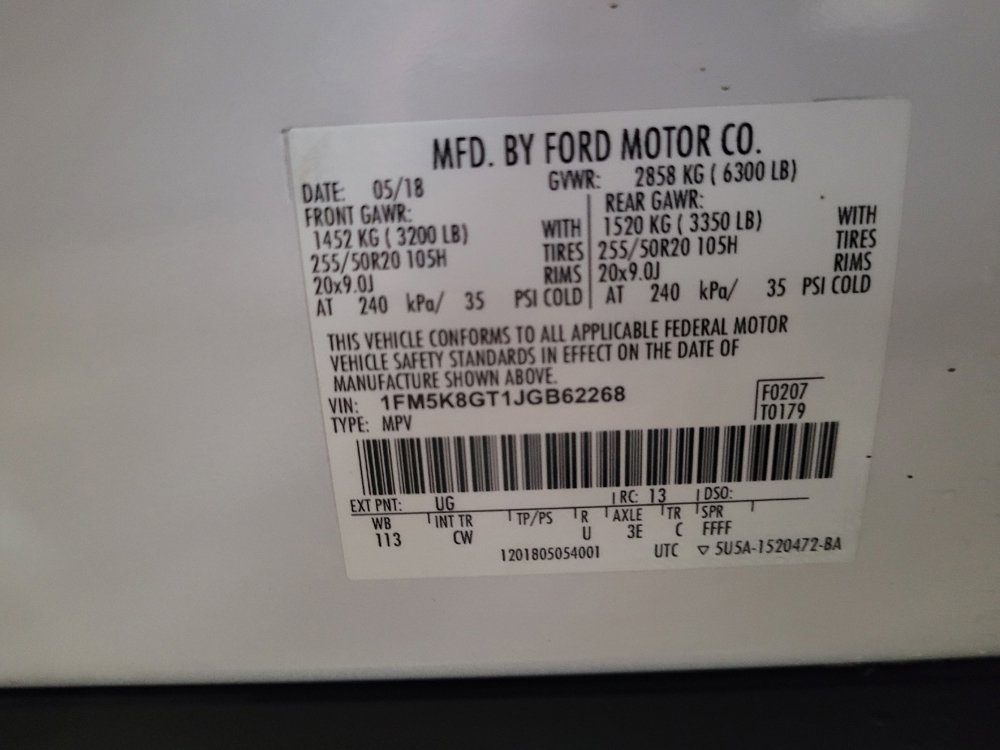 MFD. BY FORD MOTOR CO.
DATE: 05/18 GVWR: 2858 KG ( 6300 LB)
FRONT GAWR: REAR GAWR:
1452 KG ( 3200 LB) WITH 1520 KG ( 3350 LB) WITH
255/50R20 105H TIRES 255/50R20 105H TIRES
20x9.0J RIMS 20x9.0J RIMS
AT 240 kPa/ 35 PSI COLD AT 240 kPa/ 35 PSI COLD
THIS VEHICLE CONFORMS TO ALL APPLICABLE FEDERAL MOTOR
VEHICLE SAFETY STANDARDS IN EFFECT ON THE DATE OF
MANUFACTURE SHOWN ABOVE.
VIN: 1FM5K8GT1JGB62268 F0207
TYPE: MPV T0179
EXT PNT: UG RC: 13 DSO:
WB INT TR TP/PS R AXLE TR SPR
113 CW U 3E C FFFF
1201805054001 UTC ▽ 5U5A-1520472-BA